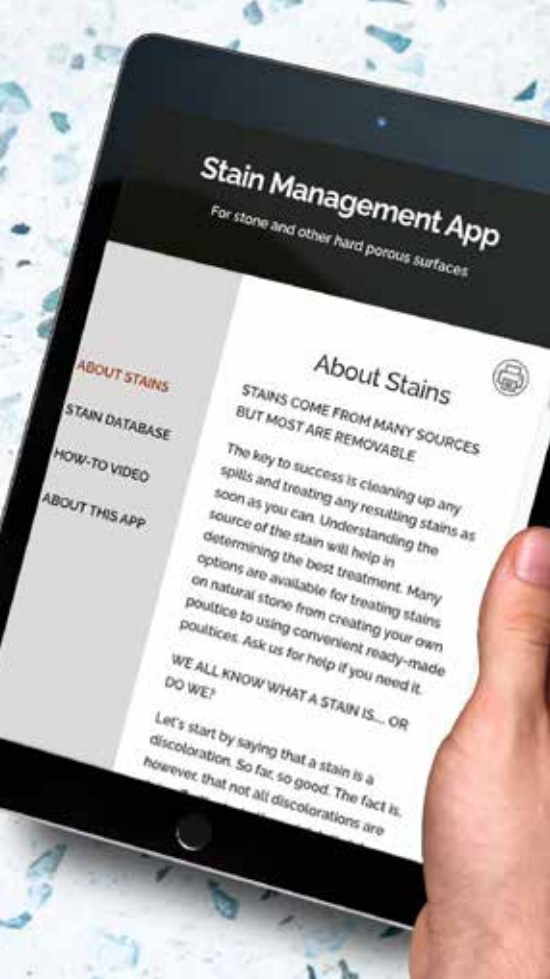 Stain Management App
For stone and other hard porous surfaces
ABOUT STAINS
STAIN DATABASE
HOW-TO VIDEO
ABOUT THIS APP
About Stains
STAINS COME FROM MANY SOURCES
BUT MOST ARE REMOVABLE
The key to success is cleaning up any
spills and treating any resulting stains as
soon as you can. Understanding the
source of the stain will help in
determining the best treatment. Many
options are available for treating stains
on natural stone from creating your own
poultice to using convenient ready-made
poultices. Ask us for help if you need it.
WE ALL KNOW WHAT A STAIN IS.... OR
DO WE?
Let's start by saying that a stain is a
discoloration. So far, so good. The fact is,
however, that not all discolorations are